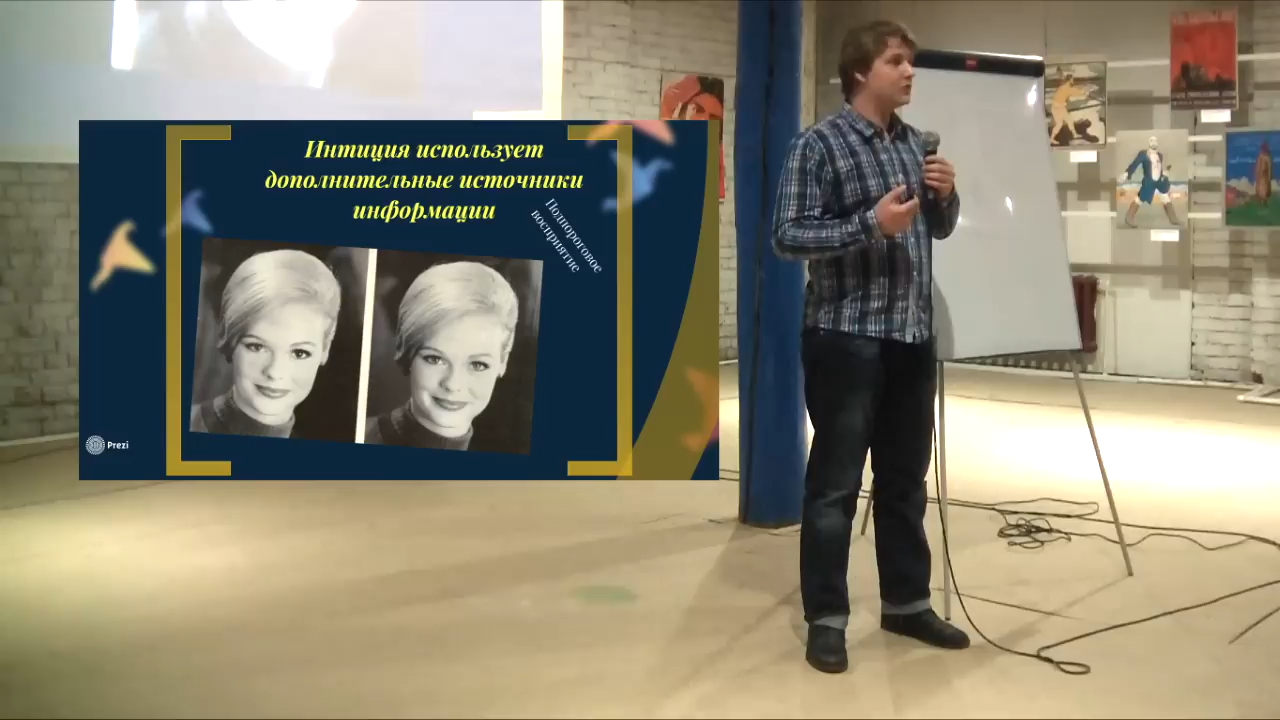 Интиция использует
дополнительные источники
информации
Подпороговое
восприятие
Prezi